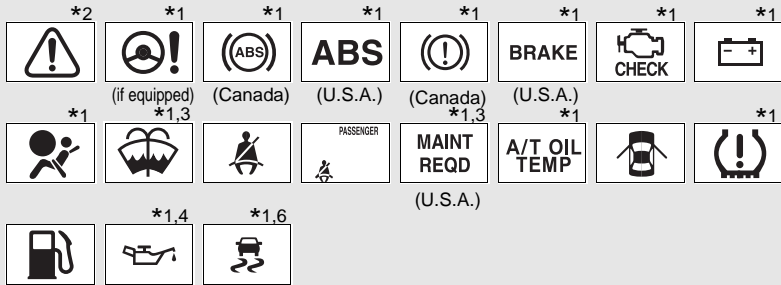 *2 *1 *1 *1 *1 *1 *1 *1
ABS ABS BRAKE CHECK - +
(if equipped) (Canada) (U.S.A.) (Canada) (U.S.A.)
*1 *1,3 *1,3 *1 *1
PASSENGER
MAINT REQD A/T OIL TEMP
(U.S.A.)
*1,4 *1,6